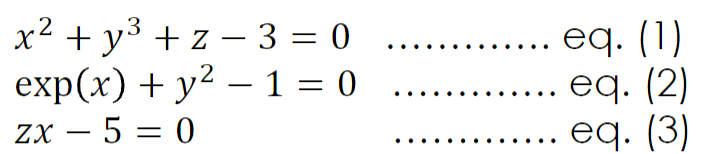 x² + y³ + z − 3 = 0 ............. eq. (1)
exp(x) + y² − 1 = 0 ............. eq. (2)
zx − 5 = 0 ............. eq. (3)